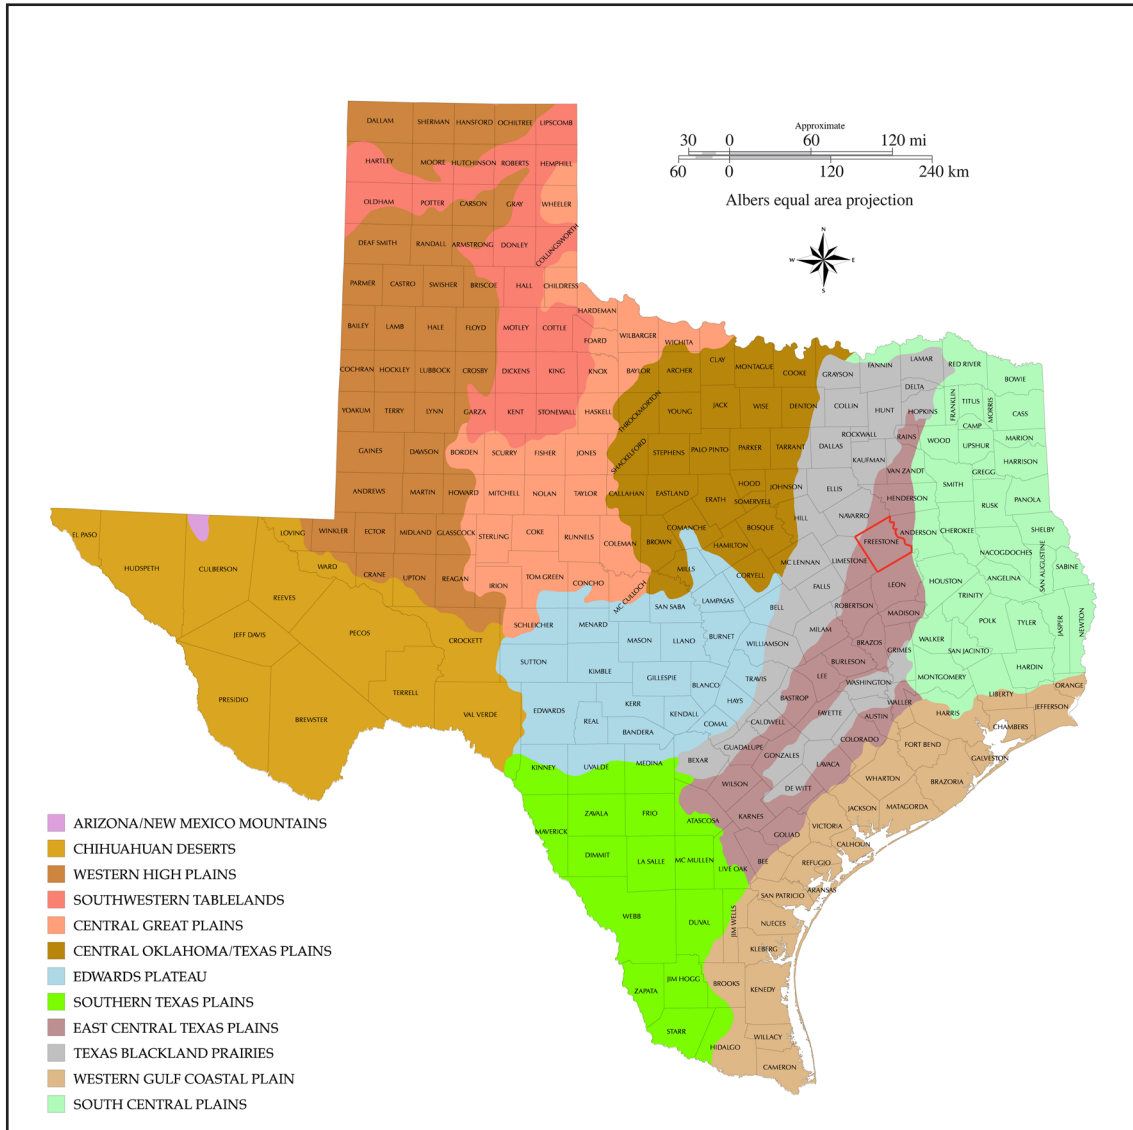 Approximate
30 0 60 120 mi
60 0 120 240 km
Albers equal area projection
N
W E
S
DALLAM SHERMAN HANSFORD OCHILTREE LIPSCOMB
HARTLEY MOORE HUTCHINSON ROBERTS HEMPHILL
OLDHAM POTTER CARSON GRAY WHEELER
DEAF SMITH RANDALL ARMSTRONG DONLEY COLLINGSWORTH
PARMER CASTRO SWISHER BRISCOE HALL CHILDRESS
HARDEMAN
BAILEY LAMB HALE FLOYD MOTLEY COTTLE FOARD WILBARGER WICHITA
COCHRAN HOCKLEY LUBBOCK CROSBY DICKENS KING KNOX BAYLOR ARCHER CLAY MONTAGUE COOKE GRAYSON FANNIN LAMAR RED RIVER BOWIE
DELTA
YOAKUM TERRY LYNN GARZA KENT STONEWALL HASKELL THROCKMORTON YOUNG JACK WISE DENTON COLLIN HUNT HOPKINS FRANKLIN TITUS MORRIS CASS
CAMP
GAINES DAWSON BORDEN SCURRY FISHER JONES SHACKELFORD STEPHENS PALO PINTO PARKER TARRANT DALLAS ROCKWALL KAUFMAN RAINS WOOD UPSHUR MARION
VAN ZANDT GREGG HARRISON
ANDREWS MARTIN HOWARD MITCHELL NOLAN TAYLOR CALLAHAN EASTLAND ERATH HOOD SOMERVELL JOHNSON ELLIS HENDERSON SMITH RUSK PANOLA
EL PASO HUDSPETH CULBERSON LOVING WINKLER ECTOR MIDLAND GLASSCOCK STERLING COKE RUNNELS COLEMAN BROWN COMANCHE HAMILTON BOSQUE HILL NAVARRO FREESTONE ANDERSON CHEROKEE NACOGDOCHES SHELBY
SAN AUGUSTINE SABINE
REEVES WARD CRANE UPTON REAGAN IRION TOM GREEN CONCHO MC CULLOCH MILLS CORYELL MC LENNAN LIMESTONE FALLS LEON HOUSTON ANGELINA
TRINITY
JEFF DAVIS PECOS CROCKETT SCHLEICHER MENARD SAN SABA LAMPASAS BELL ROBERTSON MADISON
MASON LLANO BURNET WILLIAMSON MILAM BRAZOS GRIMES WALKER SAN JACINTO POLK TYLER JASPER NEWTON
PRESIDIO BREWSTER TERRELL VAL VERDE SUTTON KIMBLE GILLESPIE BLANCO TRAVIS LEE BURLESON WASHINGTON MONTGOMERY HARDIN
EDWARDS REAL KERR KENDALL HAYS COMAL BASTROP CALDWELL FAYETTE AUSTIN WALLER HARRIS LIBERTY ORANGE
BANDERA CHAMBERS JEFFERSON
KINNEY UVALDE MEDINA BEXAR GUADALUPE GONZALES LAVACA COLORADO FORT BEND GALVESTON
MAVERICK ZAVALA FRIO ATASCOSA WILSON KARNES DE WITT WHARTON BRAZORIA
JACKSON MATAGORDA
DIMMIT LA SALLE MC MULLEN LIVE OAK BEE GOLIAD VICTORIA CALHOUN
REFUGIO
SAN PATRICIO ARANSAS
WEBB DUVAL JIM WELLS NUECES
KLEBERG
ZAPATA JIM HOGG BROOKS KENEDY
STARR HIDALGO WILLACY
CAMERON
ARIZONA/NEW MEXICO MOUNTAINS
CHIHUAHUAN DESERTS
WESTERN HIGH PLAINS
SOUTHWESTERN TABLELANDS
CENTRAL GREAT PLAINS
CENTRAL OKLAHOMA/TEXAS PLAINS
EDWARDS PLATEAU
SOUTHERN TEXAS PLAINS
EAST CENTRAL TEXAS PLAINS
TEXAS BLACKLAND PRAIRIES
WESTERN GULF COASTAL PLAIN
SOUTH CENTRAL PLAINS